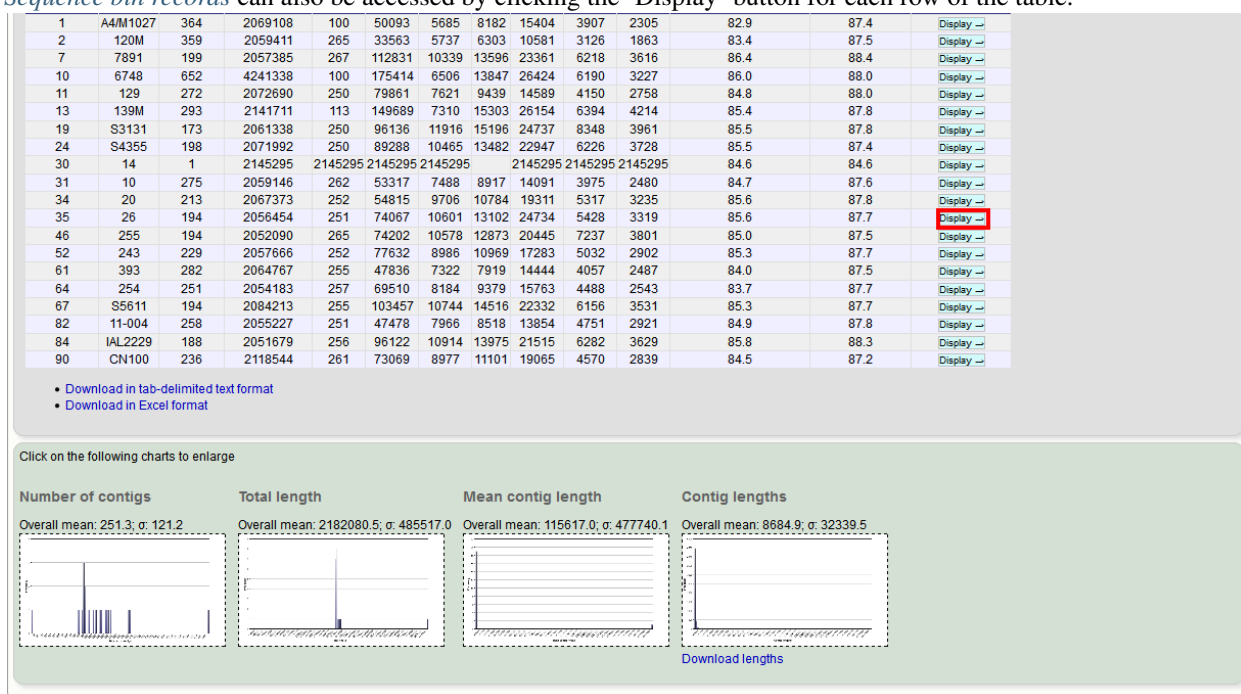 Sequence bin records can also be accessed by clicking the "Display" button for each row of the table.
1 A4/M1027 364 2069108 100 50093 5685 8182 15404 3907 2305 82.9 87.4 Display
2 120M 359 2059411 265 33563 5737 6303 10581 3126 1863 83.4 87.5 Display
7 7891 199 2057385 267 112831 10339 13596 23361 6218 3616 86.4 88.4 Display
10 6748 652 4241338 100 175414 6506 13847 26424 6190 3227 86.0 88.0 Display
11 129 272 2072690 250 79861 7621 9439 14589 4150 2758 84.8 88.0 Display
13 139M 293 2141711 113 149689 7310 15303 26154 6394 4214 85.4 87.8 Display
19 S3131 173 2061338 250 96136 11916 15196 24737 8348 3961 85.5 87.8 Display
24 S4355 198 2071992 250 89288 10465 13482 22947 6226 3728 85.5 87.4 Display
30 14 1 2145295 2145295 2145295 2145295 2145295 2145295 2145295 84.6 84.6 Display
31 10 275 2059146 262 53317 7488 8917 14091 3975 2480 84.7 87.6 Display
34 20 213 2067373 252 54815 9706 10784 19311 5317 3235 85.6 87.8 Display
35 26 194 2056454 251 74067 10601 13102 24734 5428 3319 85.6 87.7 Display
46 255 194 2052090 265 74202 10578 12873 20445 7237 3801 85.0 87.5 Display
52 243 229 2057666 252 77632 8986 10969 17283 5032 2902 85.3 87.7 Display
61 393 282 2064767 255 47836 7322 7919 14444 4057 2487 84.0 87.5 Display
64 254 251 2054183 257 69510 8184 9379 15763 4488 2543 83.7 87.7 Display
67 S5611 194 2084213 255 103457 10744 14516 22332 6156 3531 85.3 87.7 Display
82 11-004 258 2055227 251 47478 7966 8518 13854 4751 2921 84.9 87.8 Display
84 IAL2229 188 2051679 256 96122 10914 13975 21515 6282 3629 85.8 88.3 Display
90 CN100 236 2118544 261 73069 8977 11101 19065 4570 2839 84.5 87.2 Display
• Download in tab-delimited text format
• Download in Excel format
Click on the following charts to enlarge
Number of contigs Total length Mean contig length Contig lengths
Overall mean: 251.3; σ: 121.2 Overall mean: 2182080.5; σ: 485517.0 Overall mean: 115617.0; σ: 477740.1 Overall mean: 8684.9; σ: 32339.5
Download lengths